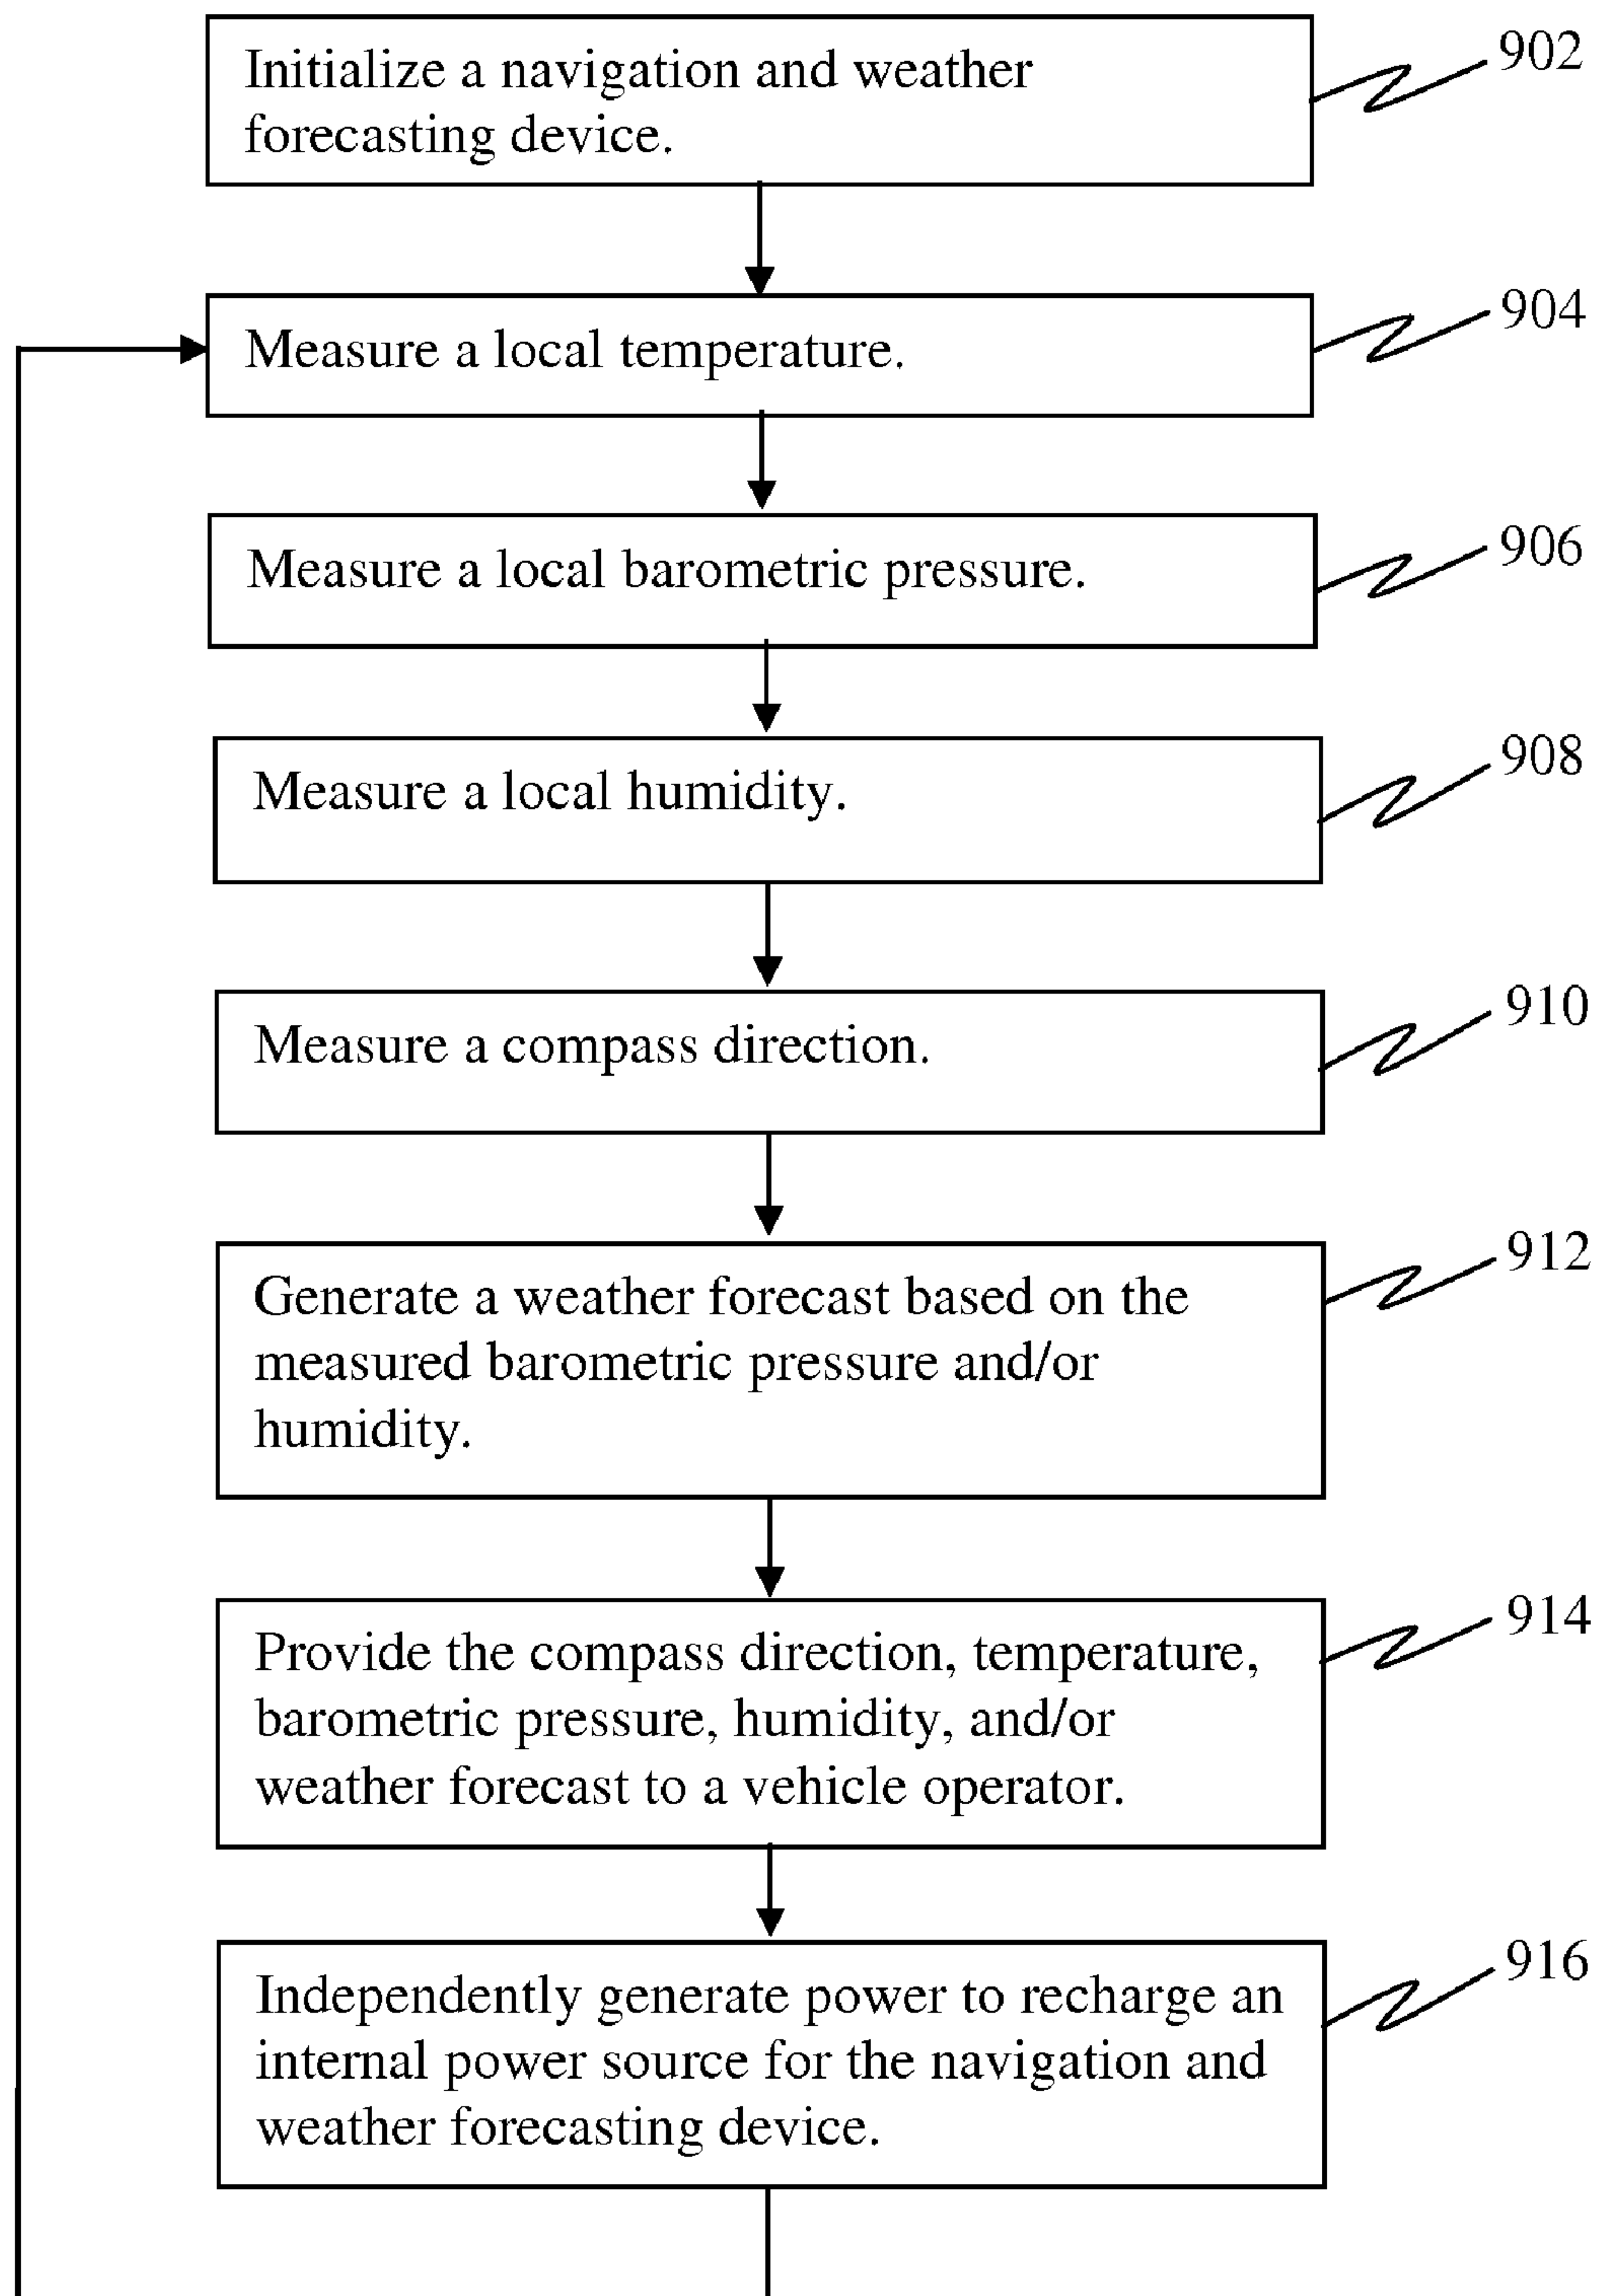 Initialize a navigation and weather
forecasting device.
902
Measure a local temperature.
904
Measure a local barometric pressure.
906
Measure a local humidity.
908
Measure a compass direction.
910
Generate a weather forecast based on the
measured barometric pressure and/or
humidity.
912
Provide the compass direction, temperature,
barometric pressure, humidity, and/or
weather forecast to a vehicle operator.
914
Independently generate power to recharge an
internal power source for the navigation and
weather forecasting device.
916